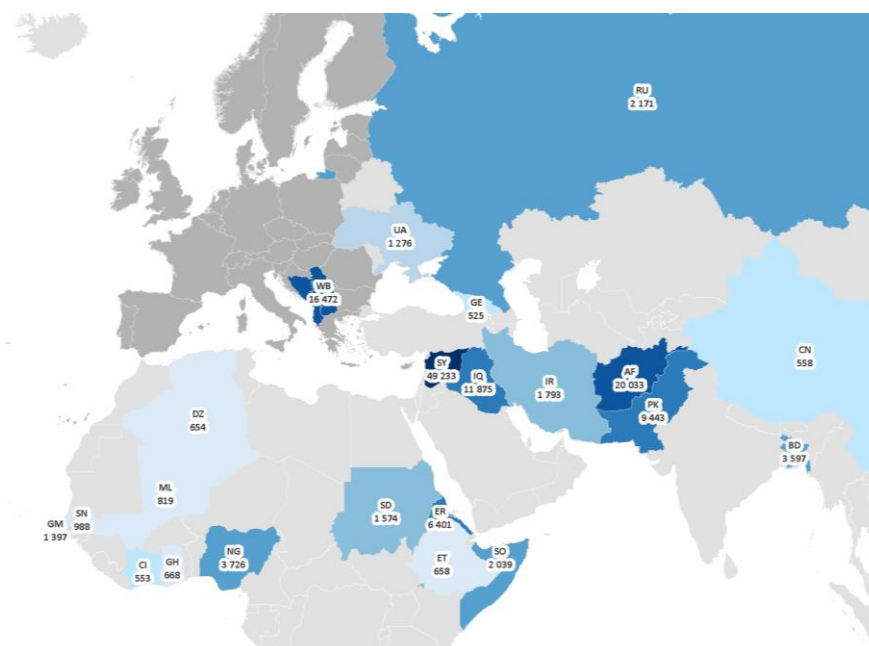 RU
2 171
UA
1 276
WB
16 472
GE
525
CN
558
SY
49 233
IQ
11 875
IR
1 793
AF
20 033
PK
9 443
DZ
654
BD
3 597
ML
819
SN
988
GM
1 397
SD
1 574
ER
6 401
CI
553
GH
668
NG
3 726
ET
658
SO
2 039